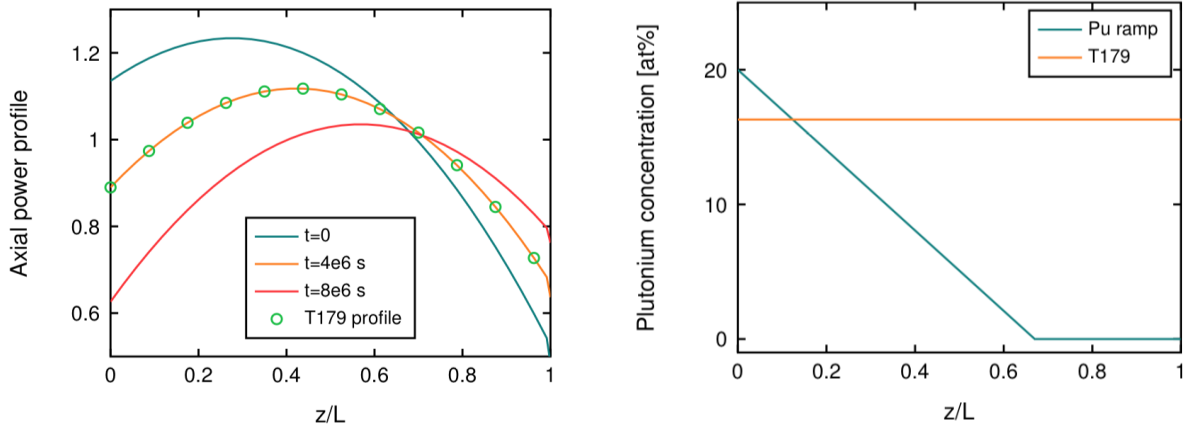 Axial power profile
1.2
1
0.8
0.6
t=0
t=4e6 s
t=8e6 s
T179 profile
0 0.2 0.4 0.6 0.8 1
z/L
Plutonium concentration [at%]
20
10
0
Pu ramp
T179
0 0.2 0.4 0.6 0.8 1
z/L